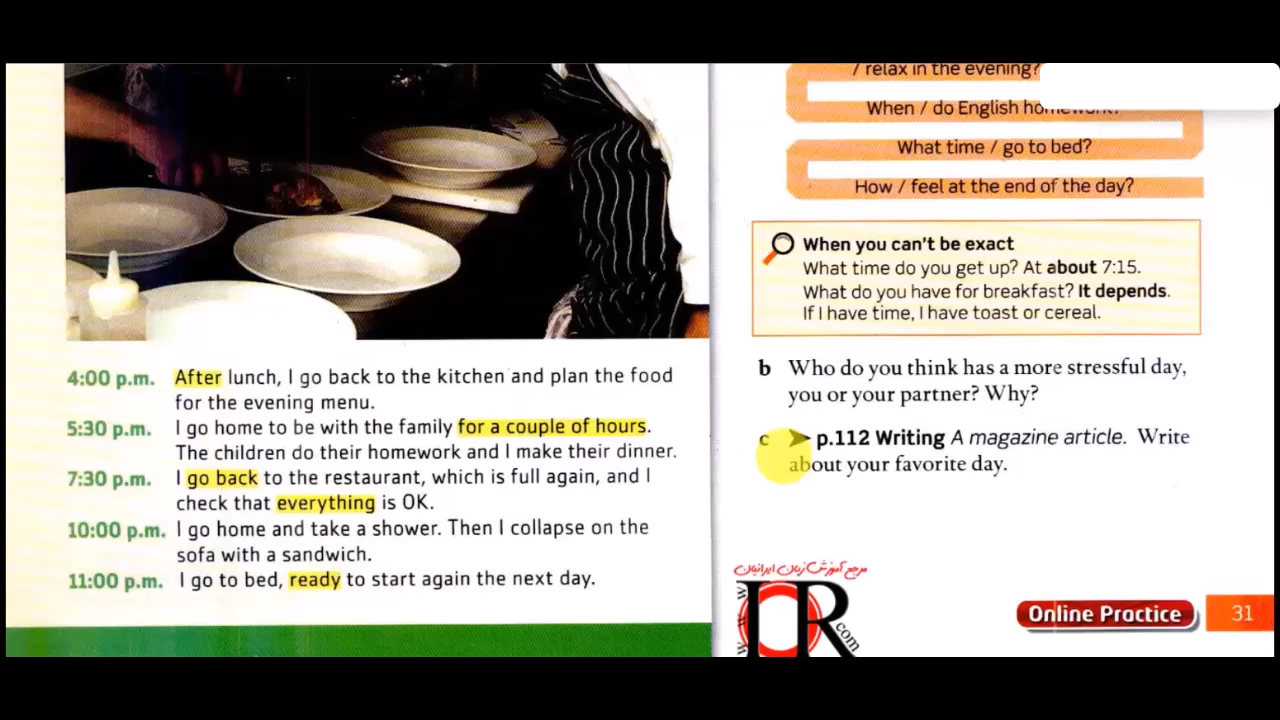 4:00 p.m. After lunch, I go back to the kitchen and plan the food
for the evening menu.
5:30 p.m. I go home to be with the family for a couple of hours.
The children do their homework and I make their dinner.
7:30 p.m. I go back to the restaurant, which is full again, and I
check that everything is OK.
10:00 p.m. I go home and take a shower. Then I collapse on the
sofa with a sandwich.
11:00 p.m. I go to bed, ready to start again the next day.
/ relax in the evening?
When / do English homework?
What time / go to bed?
How / feel at the end of the day?
When you can't be exact
What time do you get up? At about 7:15.
What do you have for breakfast? It depends.
If I have time, I have toast or cereal.
b Who do you think has a more stressful day,
you or your partner? Why?
c ➤ p.112 Writing A magazine article. Write
about your favorite day.
مرجع آموزش زبان ایرانیان
www.IR.com
Online Practice 31